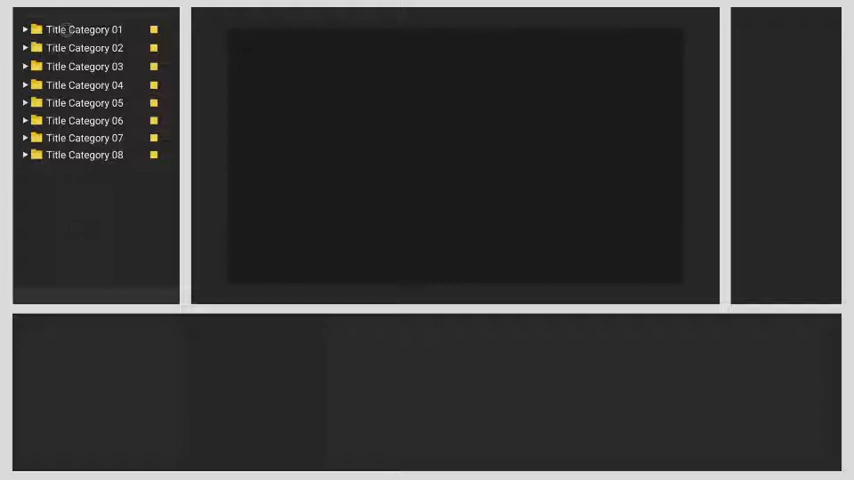 Title Category 01
Title Category 02
Title Category 03
Title Category 04
Title Category 05
Title Category 06
Title Category 07
Title Category 08